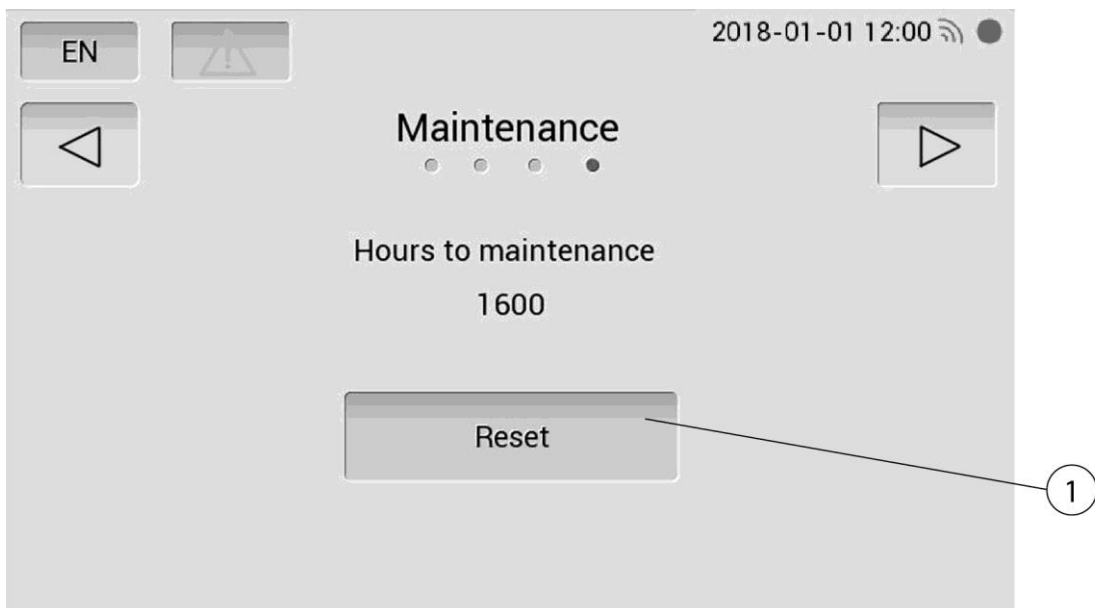 EN
2018-01-01 12:00
Maintenance
Hours to maintenance
1600
Reset
1